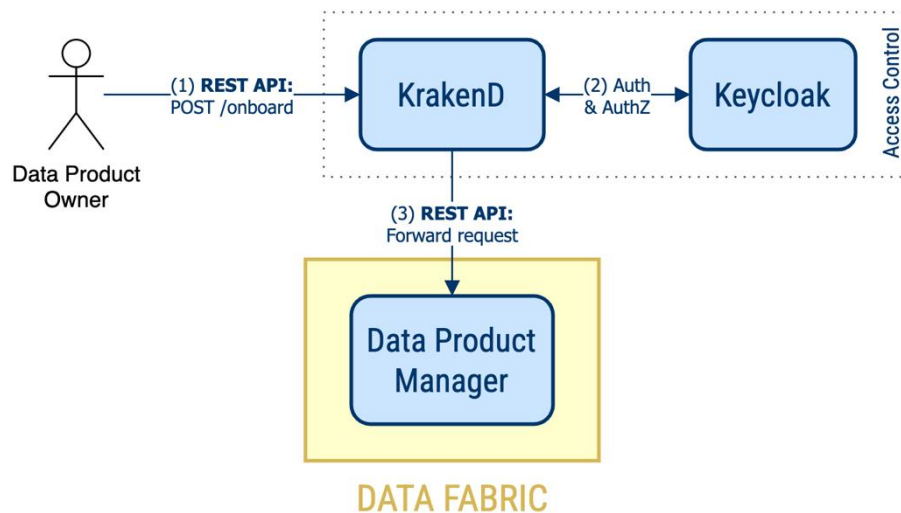 (1) REST API:
POST /onboard
KrakenD
(2) Auth
& AuthZ
Keycloak
Access Control
Data Product
Owner
(3) REST API:
Forward request
Data Product
Manager
DATA FABRIC